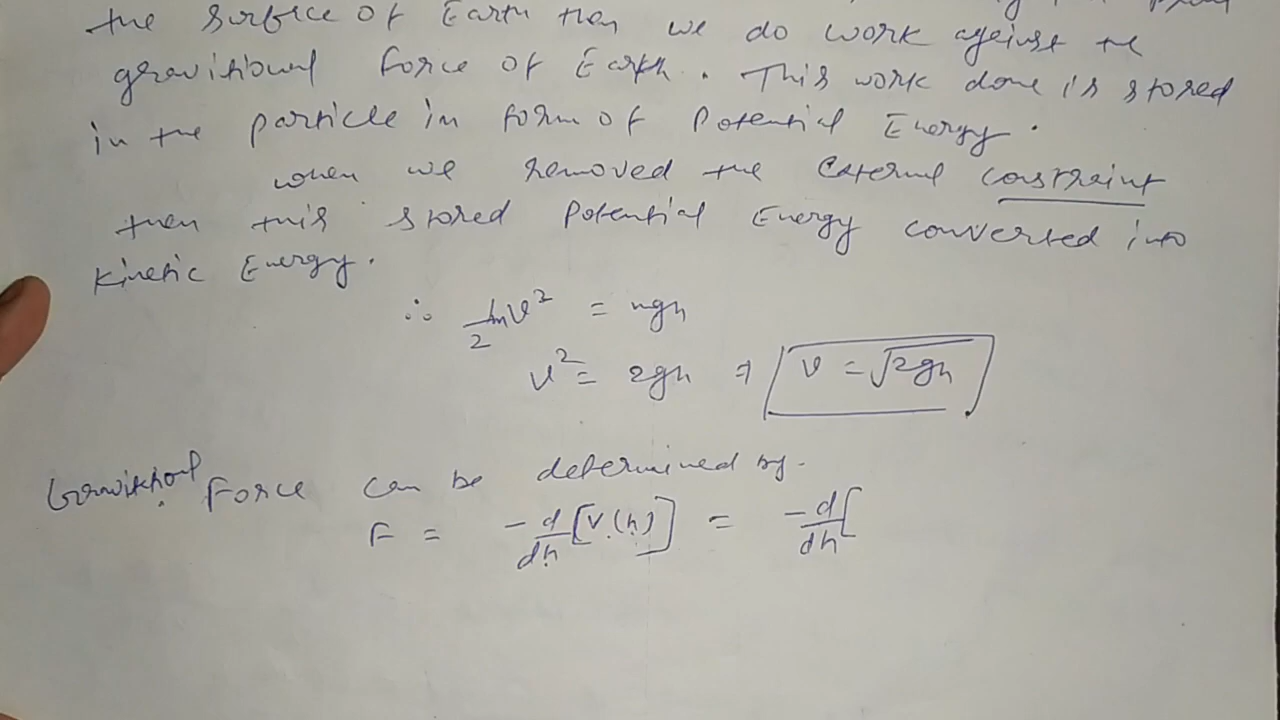 the surface of Earth then we do work against the
gravitional force of Earth. This work done is stored
in the particle in form of Potential Energy.
when we removed the External constraint
then this stored Potential Energy converted into
Kinetic Energy.
∴ 1/2 mv² = mgh
v² = 2gh ⇒ v = √2gh
Gravitional Force can be determined by-
F = -d/dh [V(h)] = -d/dh [